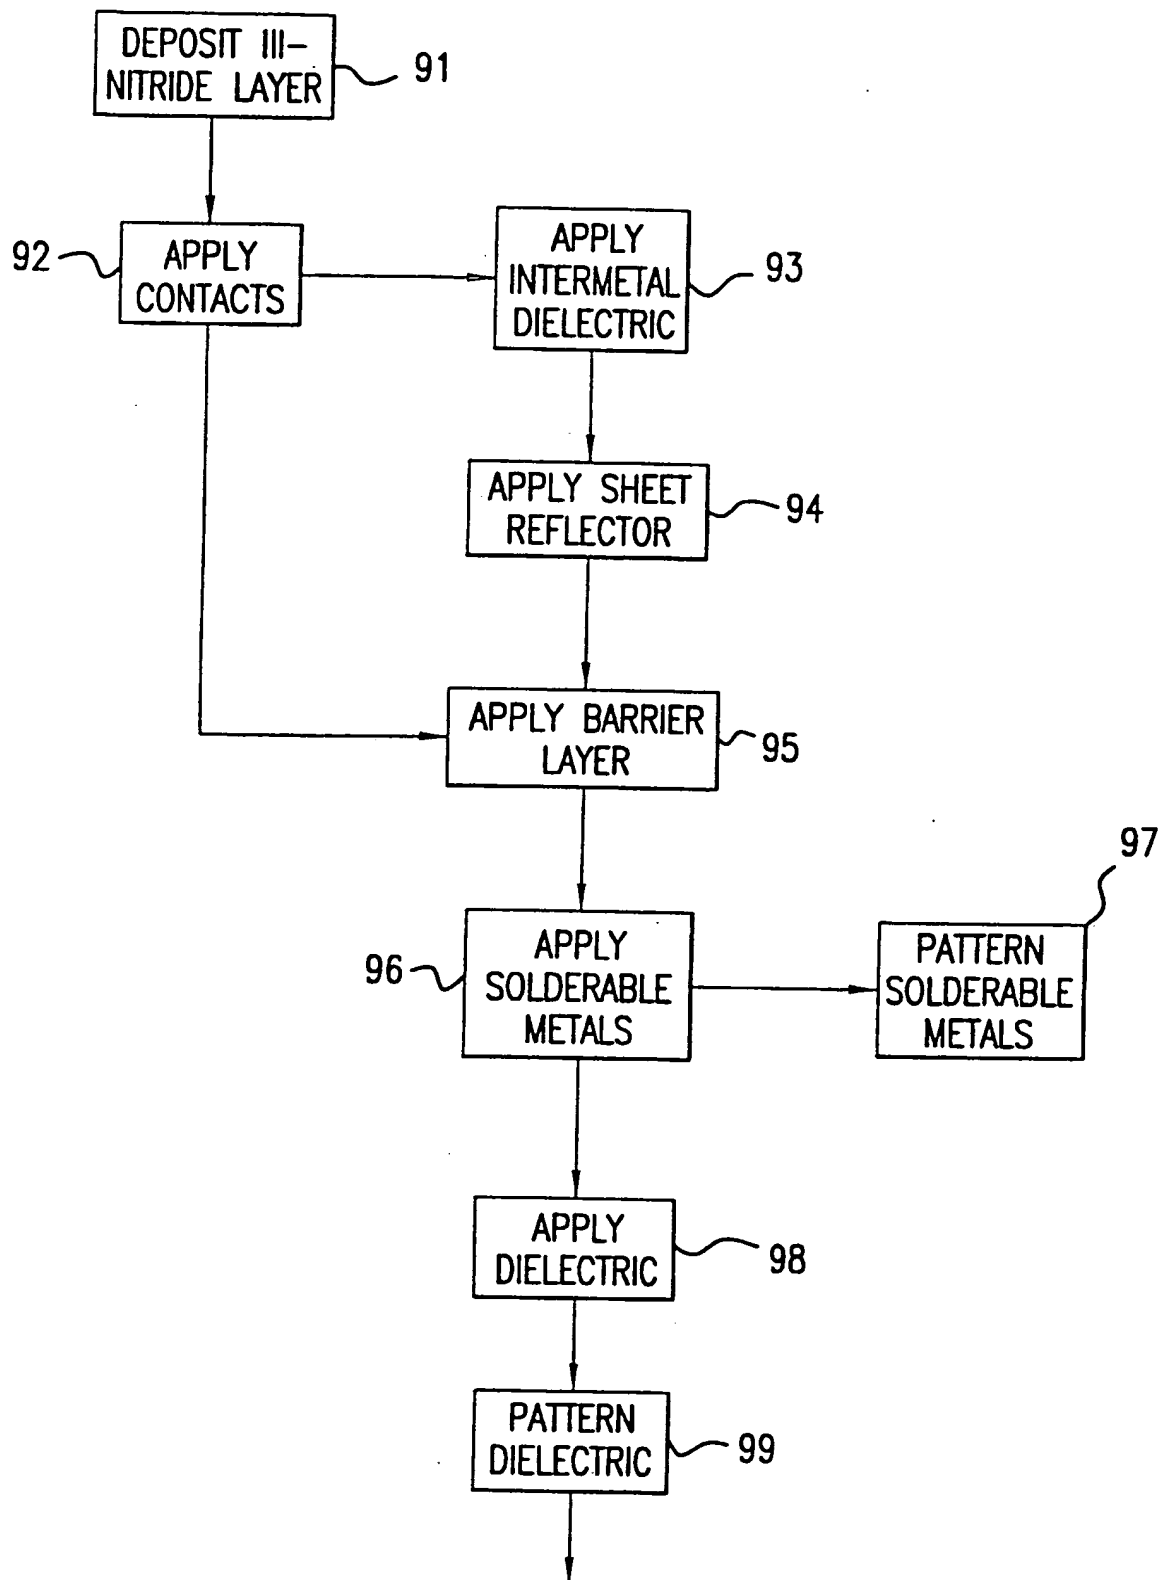 DEPOSIT III-
NITRIDE LAYER
91
92
APPLY
CONTACTS
APPLY
INTERMETAL
DIELECTRIC
93
APPLY SHEET
REFLECTOR
94
APPLY BARRIER
LAYER
95
96
APPLY
SOLDERABLE
METALS
97
PATTERN
SOLDERABLE
METALS
APPLY
DIELECTRIC
98
PATTERN
DIELECTRIC
99